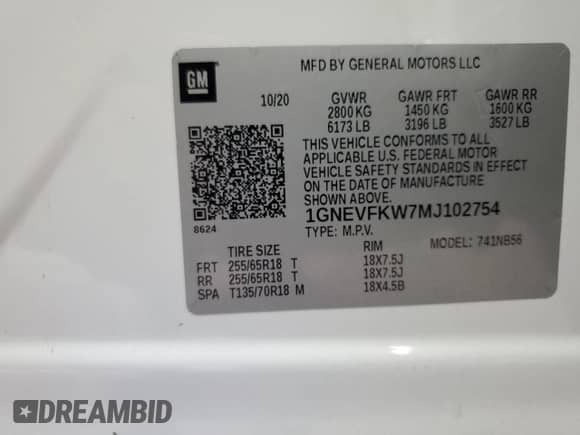 GM
MFD BY GENERAL MOTORS LLC
10/20 GVWR GAWR FRT GAWR RR
2800 KG 1450 KG 1600 KG
6173 LB 3196 LB 3527 LB
THIS VEHICLE CONFORMS TO ALL
APPLICABLE U.S. FEDERAL MOTOR
VEHICLE SAFETY STANDARDS IN EFFECT
ON THE DATE OF MANUFACTURE
SHOWN ABOVE.
1GNEVFKW7MJ102754
8624
TYPE: M.P.V. MODEL: 741NB56
TIRE SIZE RIM
FRT 255/65R18 T 18X7.5J
RR 255/65R18 T 18X7.5J
SPA T135/70R18 M 18X4.5B
DREAMBID